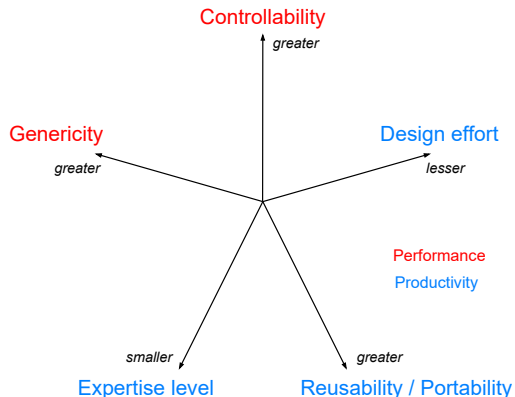 Controllability
greater
Genericity
greater
Design effort
lesser
Performance
Productivity
smaller
Expertise level
greater
Reusability / Portability